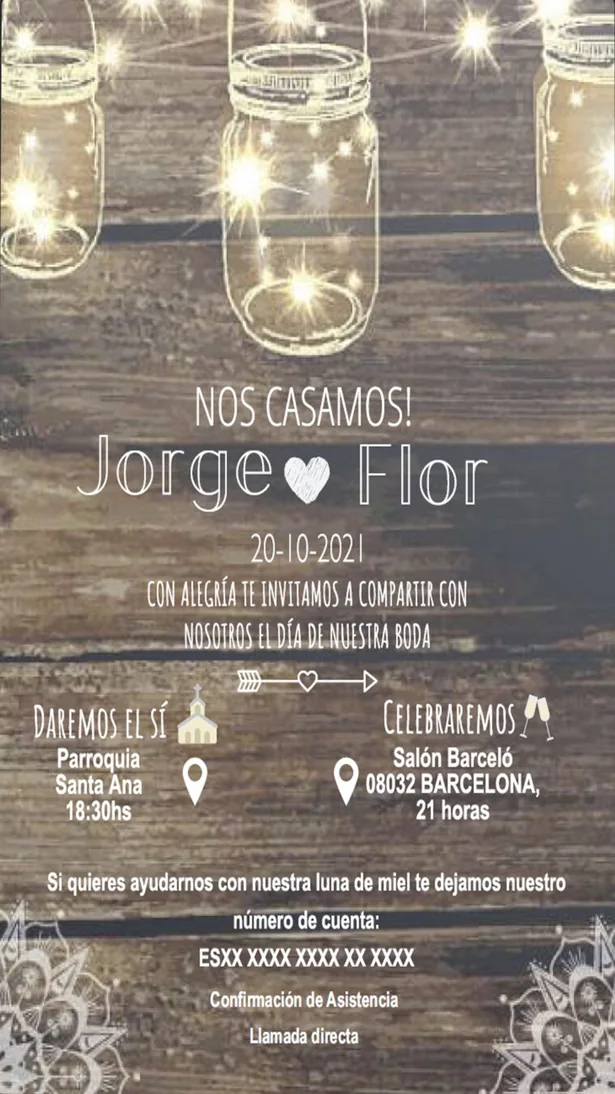 NOS CASAMOS!
Jorge Flor
20-10-2021
CON ALEGRÍA TE INVITAMOS A COMPARTIR CON
NOSOTROS EL DÍA DE NUESTRA BODA
DAREMOS EL SÍ
Parroquia
Santa Ana
18:30hs
CELEBRAREMOS
Salón Barceló
08032 BARCELONA,
21 horas
Si quieres ayudarnos con nuestra luna de miel te dejamos nuestro
número de cuenta:
ESXX XXXX XXXX XX XXXX
Confirmación de Asistencia
Llamada directa